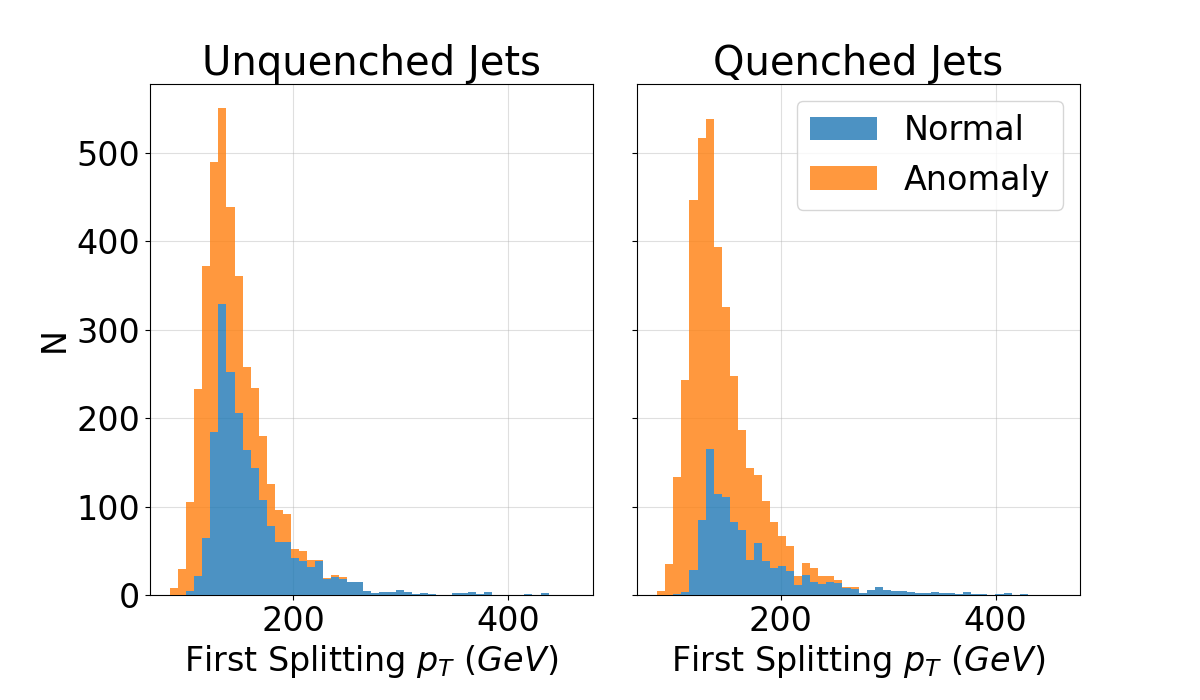 Unquenched Jets
Quenched Jets
Normal
Anomaly
N
500
400
300
200
100
0
200
400
200
400
First Splitting p_T (GeV)
First Splitting p_T (GeV)